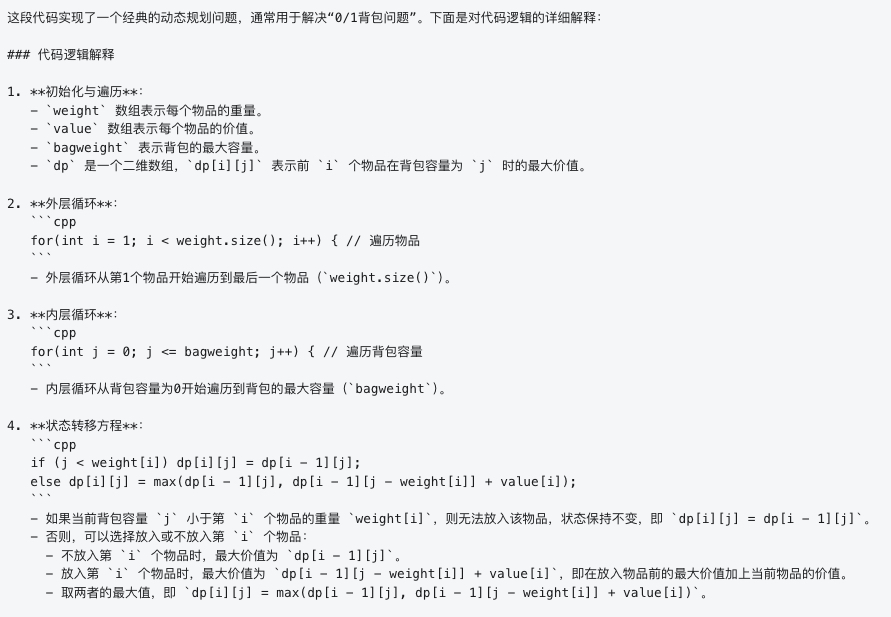 这段代码实现了一个经典的动态规划问题，通常用于解决“0/1背包问题”。下面是对代码逻辑的详细解释：
### 代码逻辑解释
1. **初始化与遍历**：
- `weight` 数组表示每个物品的重量。
- `value` 数组表示每个物品的价值。
- `bagweight` 表示背包的最大容量。
- `dp` 是一个二维数组，`dp[i][j]` 表示前 `i` 个物品在背包容量为 `j` 时的最大价值。
2. **外层循环**：
```cpp
for(int i = 1; i < weight.size(); i++) { // 遍历物品
```
- 外层循环从第1个物品开始遍历到最后一个物品（`weight.size()`）。
3. **内层循环**：
```cpp
for(int j = 0; j <= bagweight; j++) { // 遍历背包容量
```
- 内层循环从背包容量为0开始遍历到背包的最大容量（`bagweight`）。
4. **状态转移方程**：
```cpp
if (j < weight[i]) dp[i][j] = dp[i - 1][j];
else dp[i][j] = max(dp[i - 1][j], dp[i - 1][j - weight[i]] + value[i]);
```
- 如果当前背包容量 `j` 小于第 `i` 个物品的重量 `weight[i]`，则无法放入该物品，状态保持不变，即 `dp[i][j] = dp[i - 1][j]`。
- 否则，可以选择放入或不放入第 `i` 个物品：
- 不放入第 `i` 个物品时，最大价值为 `dp[i - 1][j]`。
- 放入第 `i` 个物品时，最大价值为 `dp[i - 1][j - weight[i]] + value[i]`，即在放入物品前的最大价值加上当前物品的价值。
- 取两者的最大值，即 `dp[i][j] = max(dp[i - 1][j], dp[i - 1][j - weight[i]] + value[i])`。